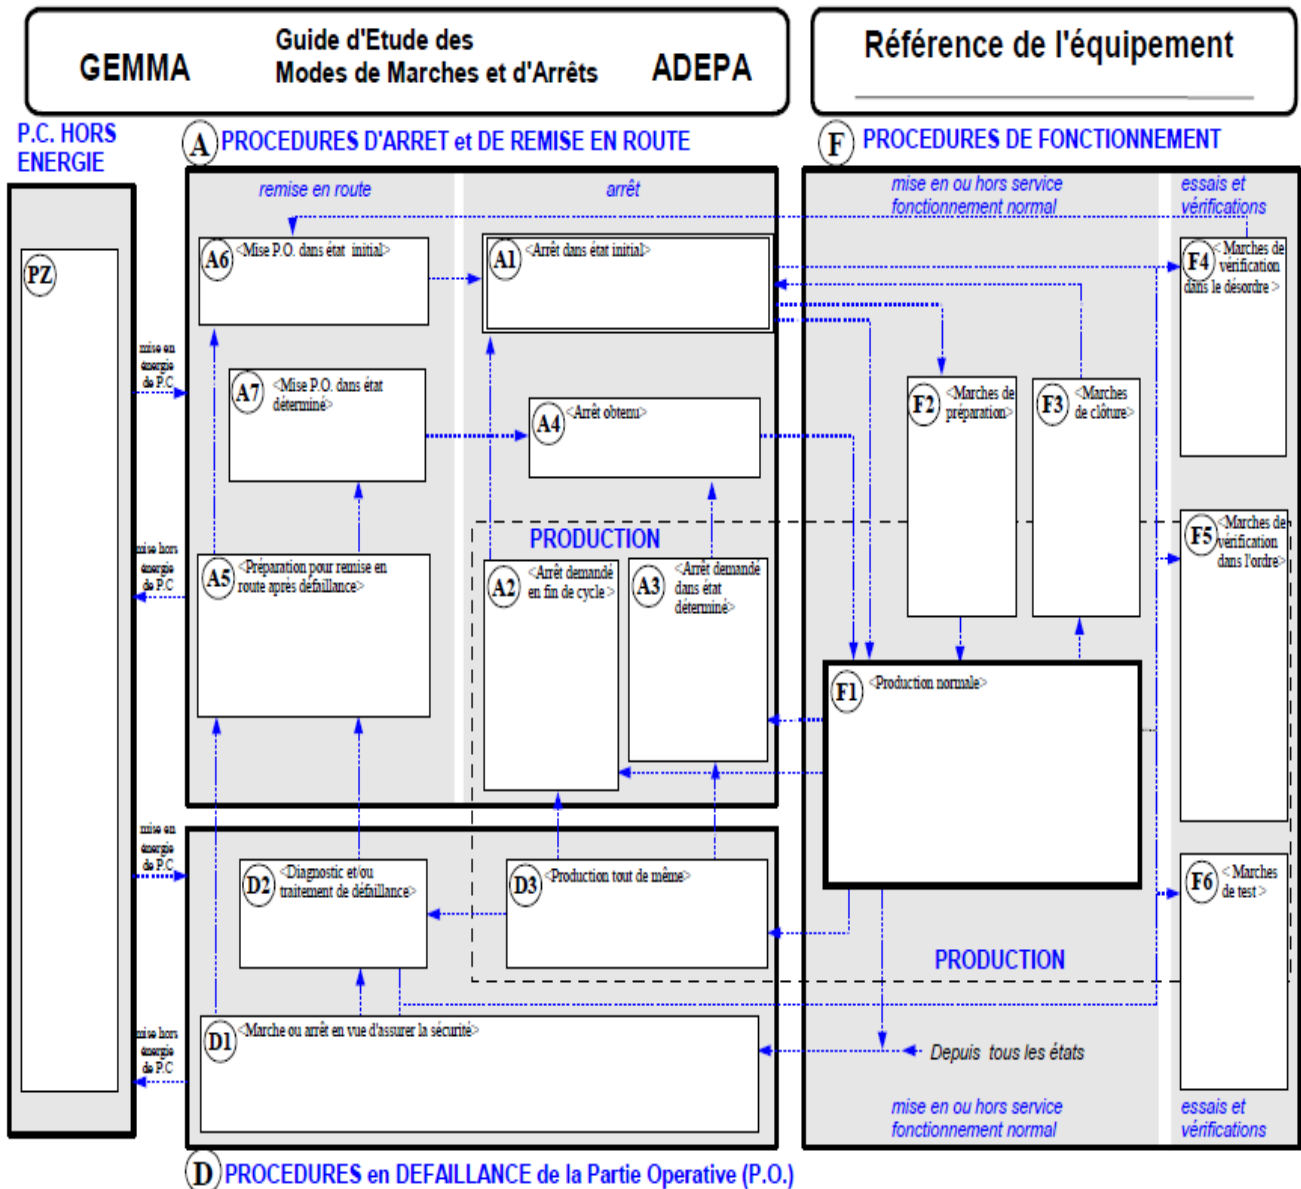 GEMMA
Guide d'Etude des
Modes de Marches et d'Arrêts
ADEPA
Référence de l'équipement
P.C. HORS
ENERGIE
A PROCEDURES D'ARRET et DE REMISE EN ROUTE
F PROCEDURES DE FONCTIONNEMENT
remise en route
arrêt
mise en ou hors service
fonctionnement normal
essais et
vérifications
PZ
A6 <Mise P.O. dans état initial>
A1 <Arrêt dans état initial>
F4 < Marches de
vérification
dans le désordre >
mise en
énergie
de P.C
A7 <Mise P.O. dans état
déterminé>
A4 <Arrêt obtenu>
F2 <Marches de
préparation>
F3 <Marches
de clôture>
PRODUCTION
mise hors
énergie
de P.C
A5 <Préparation pour remise en
route après défaillance>
A2 <Arrêt demandé
en fin de cycle >
A3 <Arrêt demandé
dans état
déterminé>
F5 <Marches de
vérification
dans l'ordre>
F1 <Production normale>
mise en
énergie
de P.C
D2 <Diagnostic et/ou
traitement de défaillance>
D3 <Production tout de même>
F6 < Marches
de test >
PRODUCTION
mise hors
énergie
de P.C
D1 <Marche ou arrêt en vue d'assurer la sécurité>
Depuis tous les états
mise en ou hors service
fonctionnement normal
essais et
vérifications
D PROCEDURES en DEFAILLANCE de la Partie Operative (P.O.)